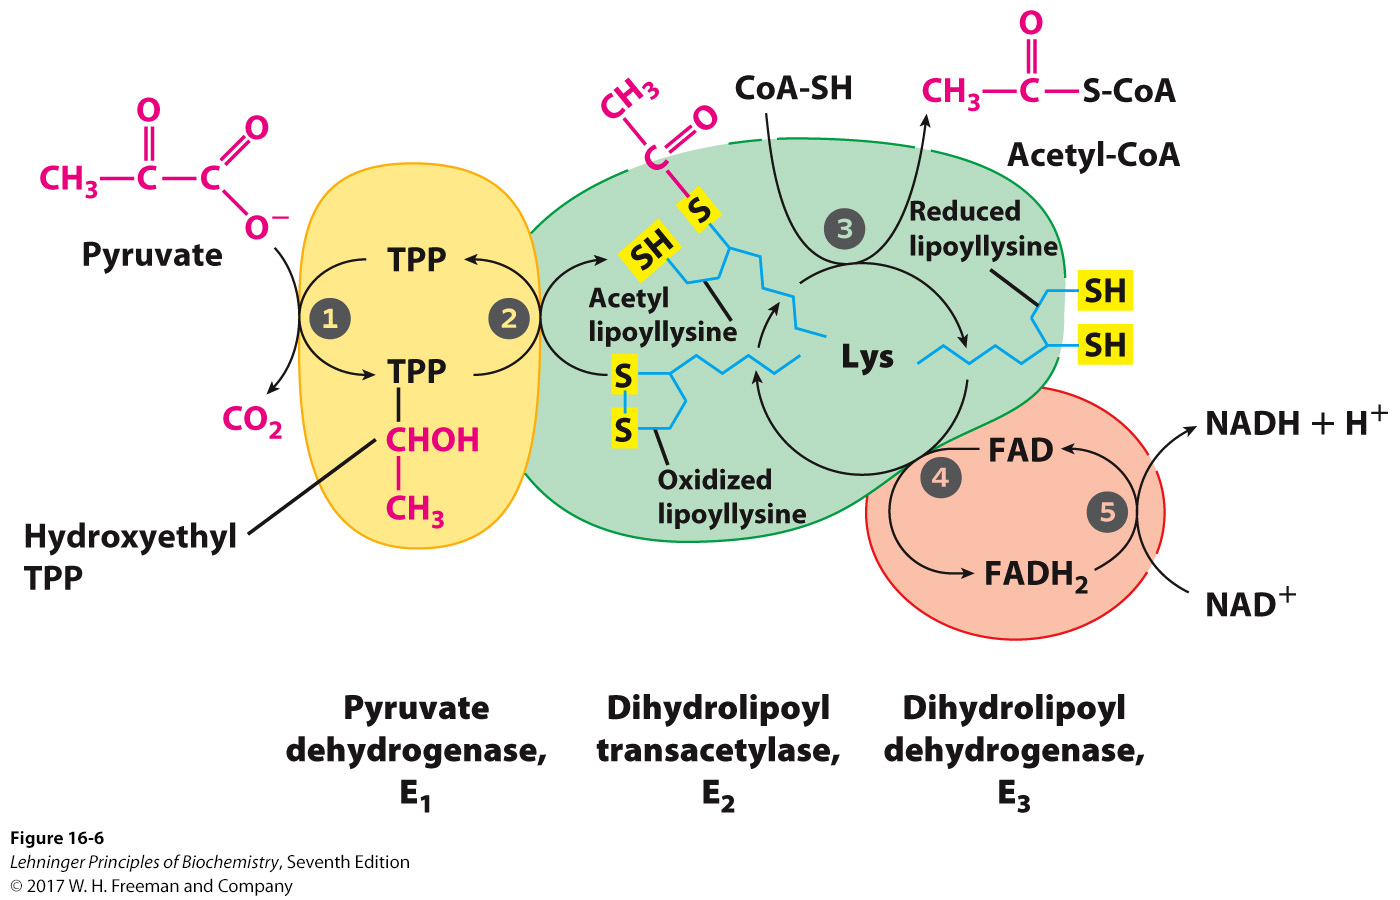 O
O
CH3
C
C
O−
Pyruvate
1
CO2
TPP
TPP
CHOH
CH3
Hydroxyethyl
TPP
2
CH3
O
C
S
SH
Acetyl
lipoyllysine
S
S
Oxidized
lipoyllysine
CoA-SH
3
O
CH3
C
S-CoA
Acetyl-CoA
Reduced
lipoyllysine
SH
SH
Lys
4
FAD
FADH2
5
NADH + H+
NAD+
Pyruvate
dehydrogenase,
E1
Dihydrolipoyl
transacetylase,
E2
Dihydrolipoyl
dehydrogenase,
E3
Figure 16-6
Lehninger Principles of Biochemistry, Seventh Edition
© 2017 W. H. Freeman and Company